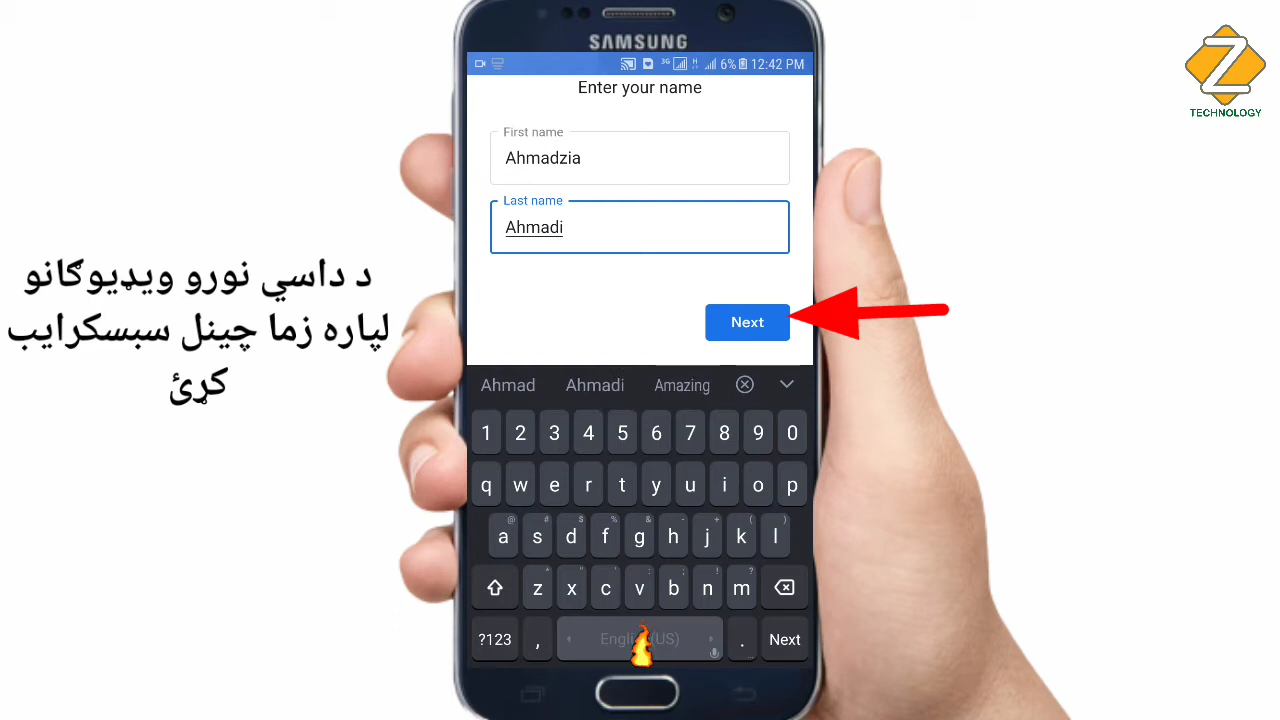 SAMSUNG
3G H 6% 12:42 PM
Enter your name
First name
Ahmadzia
Last name
Ahmadi
Next
Z
TECHNOLOGY
د داسي نورو ویډیوګانو
لپاره زما چینل سبسکرایب
کړئ
Ahmad Ahmadi Amazing
1 2 3 4 5 6 7 8 9 0
q w e r t y u i o p
@ # $ % & - + ( )
a s d f g h j k l
* " ' : ; ! ?
z x c v b n m
?123 , English (US) . Next